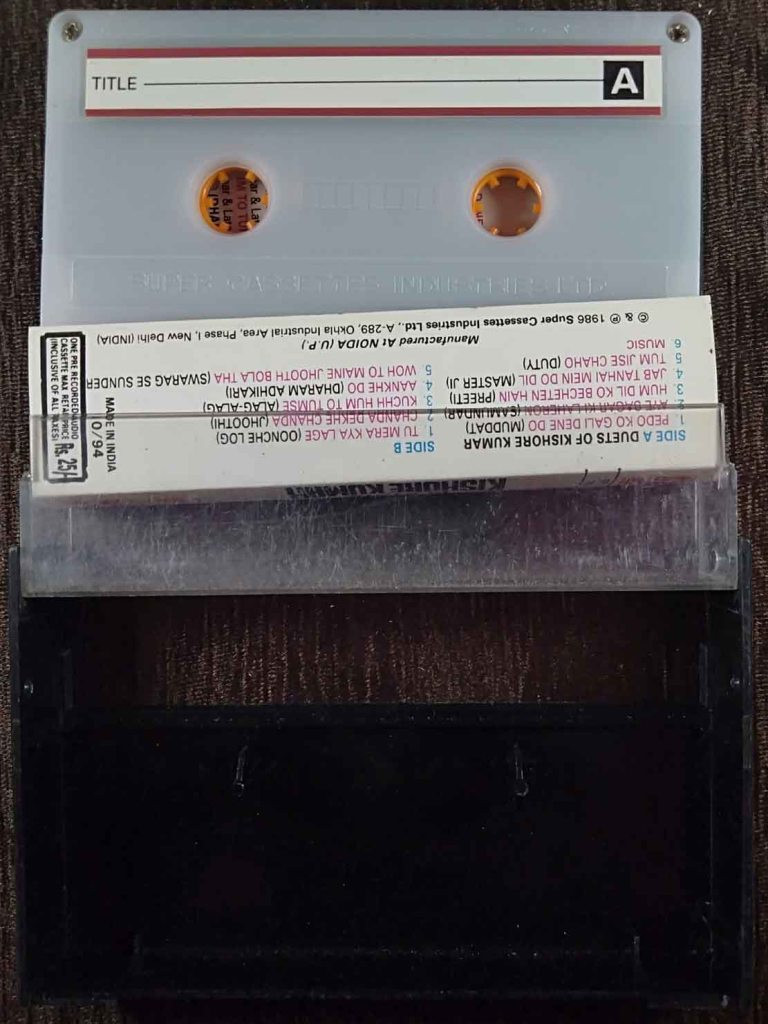 TITLE
A
SUPER CASSETTES INDUSTRIES LTD
SIDE A DUETS OF KISHORE KUMAR
1. PEDO KO GALI DENE DO (MUDDAT)
2.
3. HUM DIL KO BECHETEN HAIN (PREETI)
4. JAB TANHAI MEIN DO DIL (MASTER JI)
5. TUM JISE CHAHO (DUTY)
6. MUSIC
SIDE B
1. TU MERA KYA LAGE (OONCHE LOG)
2. CHANDA DEKHE CHANDA (JHOOTHI)
3. KUCHH HUM TO TUMSE (ALAG-ALAG)
4. AANKHE DO (DHARAM ADHIKARI)
5. WOH TO MAINE JHOOTH BOLA THA (SWARAG SE SUNDER
Manufactured At NOIDA (U.P.)
© & ℗ 1986 Super Cassettes Industries Ltd., A-289, Okhla Industrial Area, Phase I, New Delhi (INDIA)
MADE IN INDIA
0/94
ONE PRE RECORDED AUDIO
CASSETTE MAX RETAIL PRICE
Rs. 25/-
(INCLUSIVE OF ALL TAXES)
KISHORE KUMAR